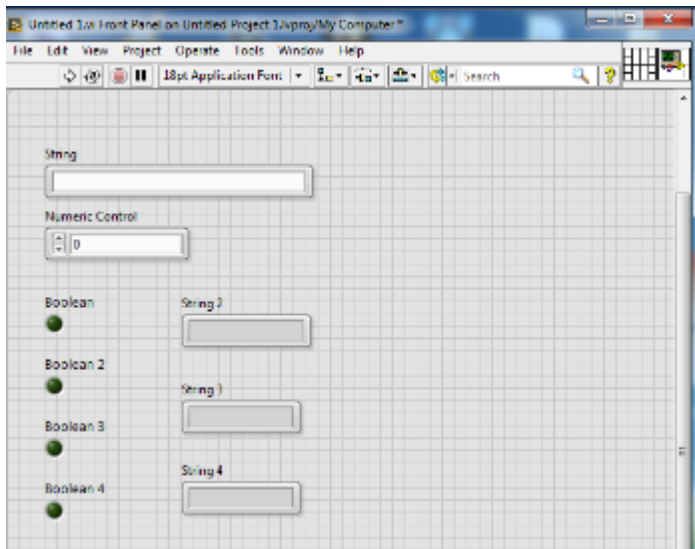 Untitled 1.vi Front Panel on Untitled Project 1.lvproj/My Computer *
File Edit View Project Operate Tools Window Help
18pt Application Font Search
String
Numeric Control
0
Boolean String 2
Boolean 2
String 3
Boolean 3
String 4
Boolean 4